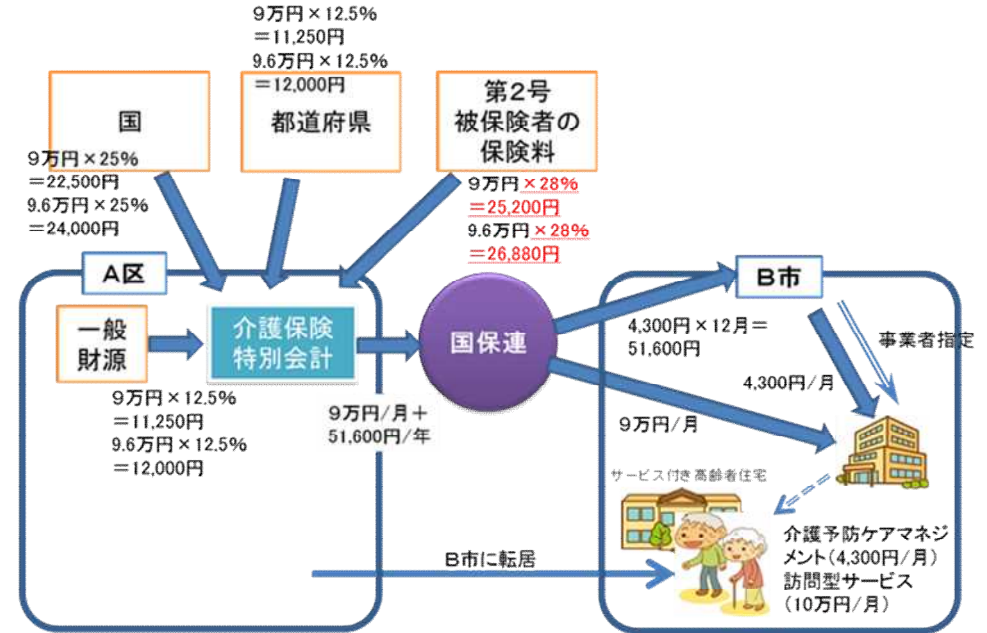 9万円×12.5%
＝11,250円
9.6万円×12.5%
＝12,000円
国
都道府県
第2号
被保険者の
保険料
9万円×25%
＝22,500円
9.6万円×25%
＝24,000円
9万円×28%
＝25,200円
9.6万円×28%
＝26,880円
A区
B市
一般
財源
介護保険
特別会計
国保連
4,300円×12月＝
51,600円
事業者指定
4,300円/月
9万円×12.5%
＝11,250円
9.6万円×12.5%
＝12,000円
9万円/月＋
51,600円/年
9万円/月
サービス付き高齢者住宅
B市に転居
介護予防ケアマネジ
メント(4,300円/月)
訪問型サービス
(10万円/月)